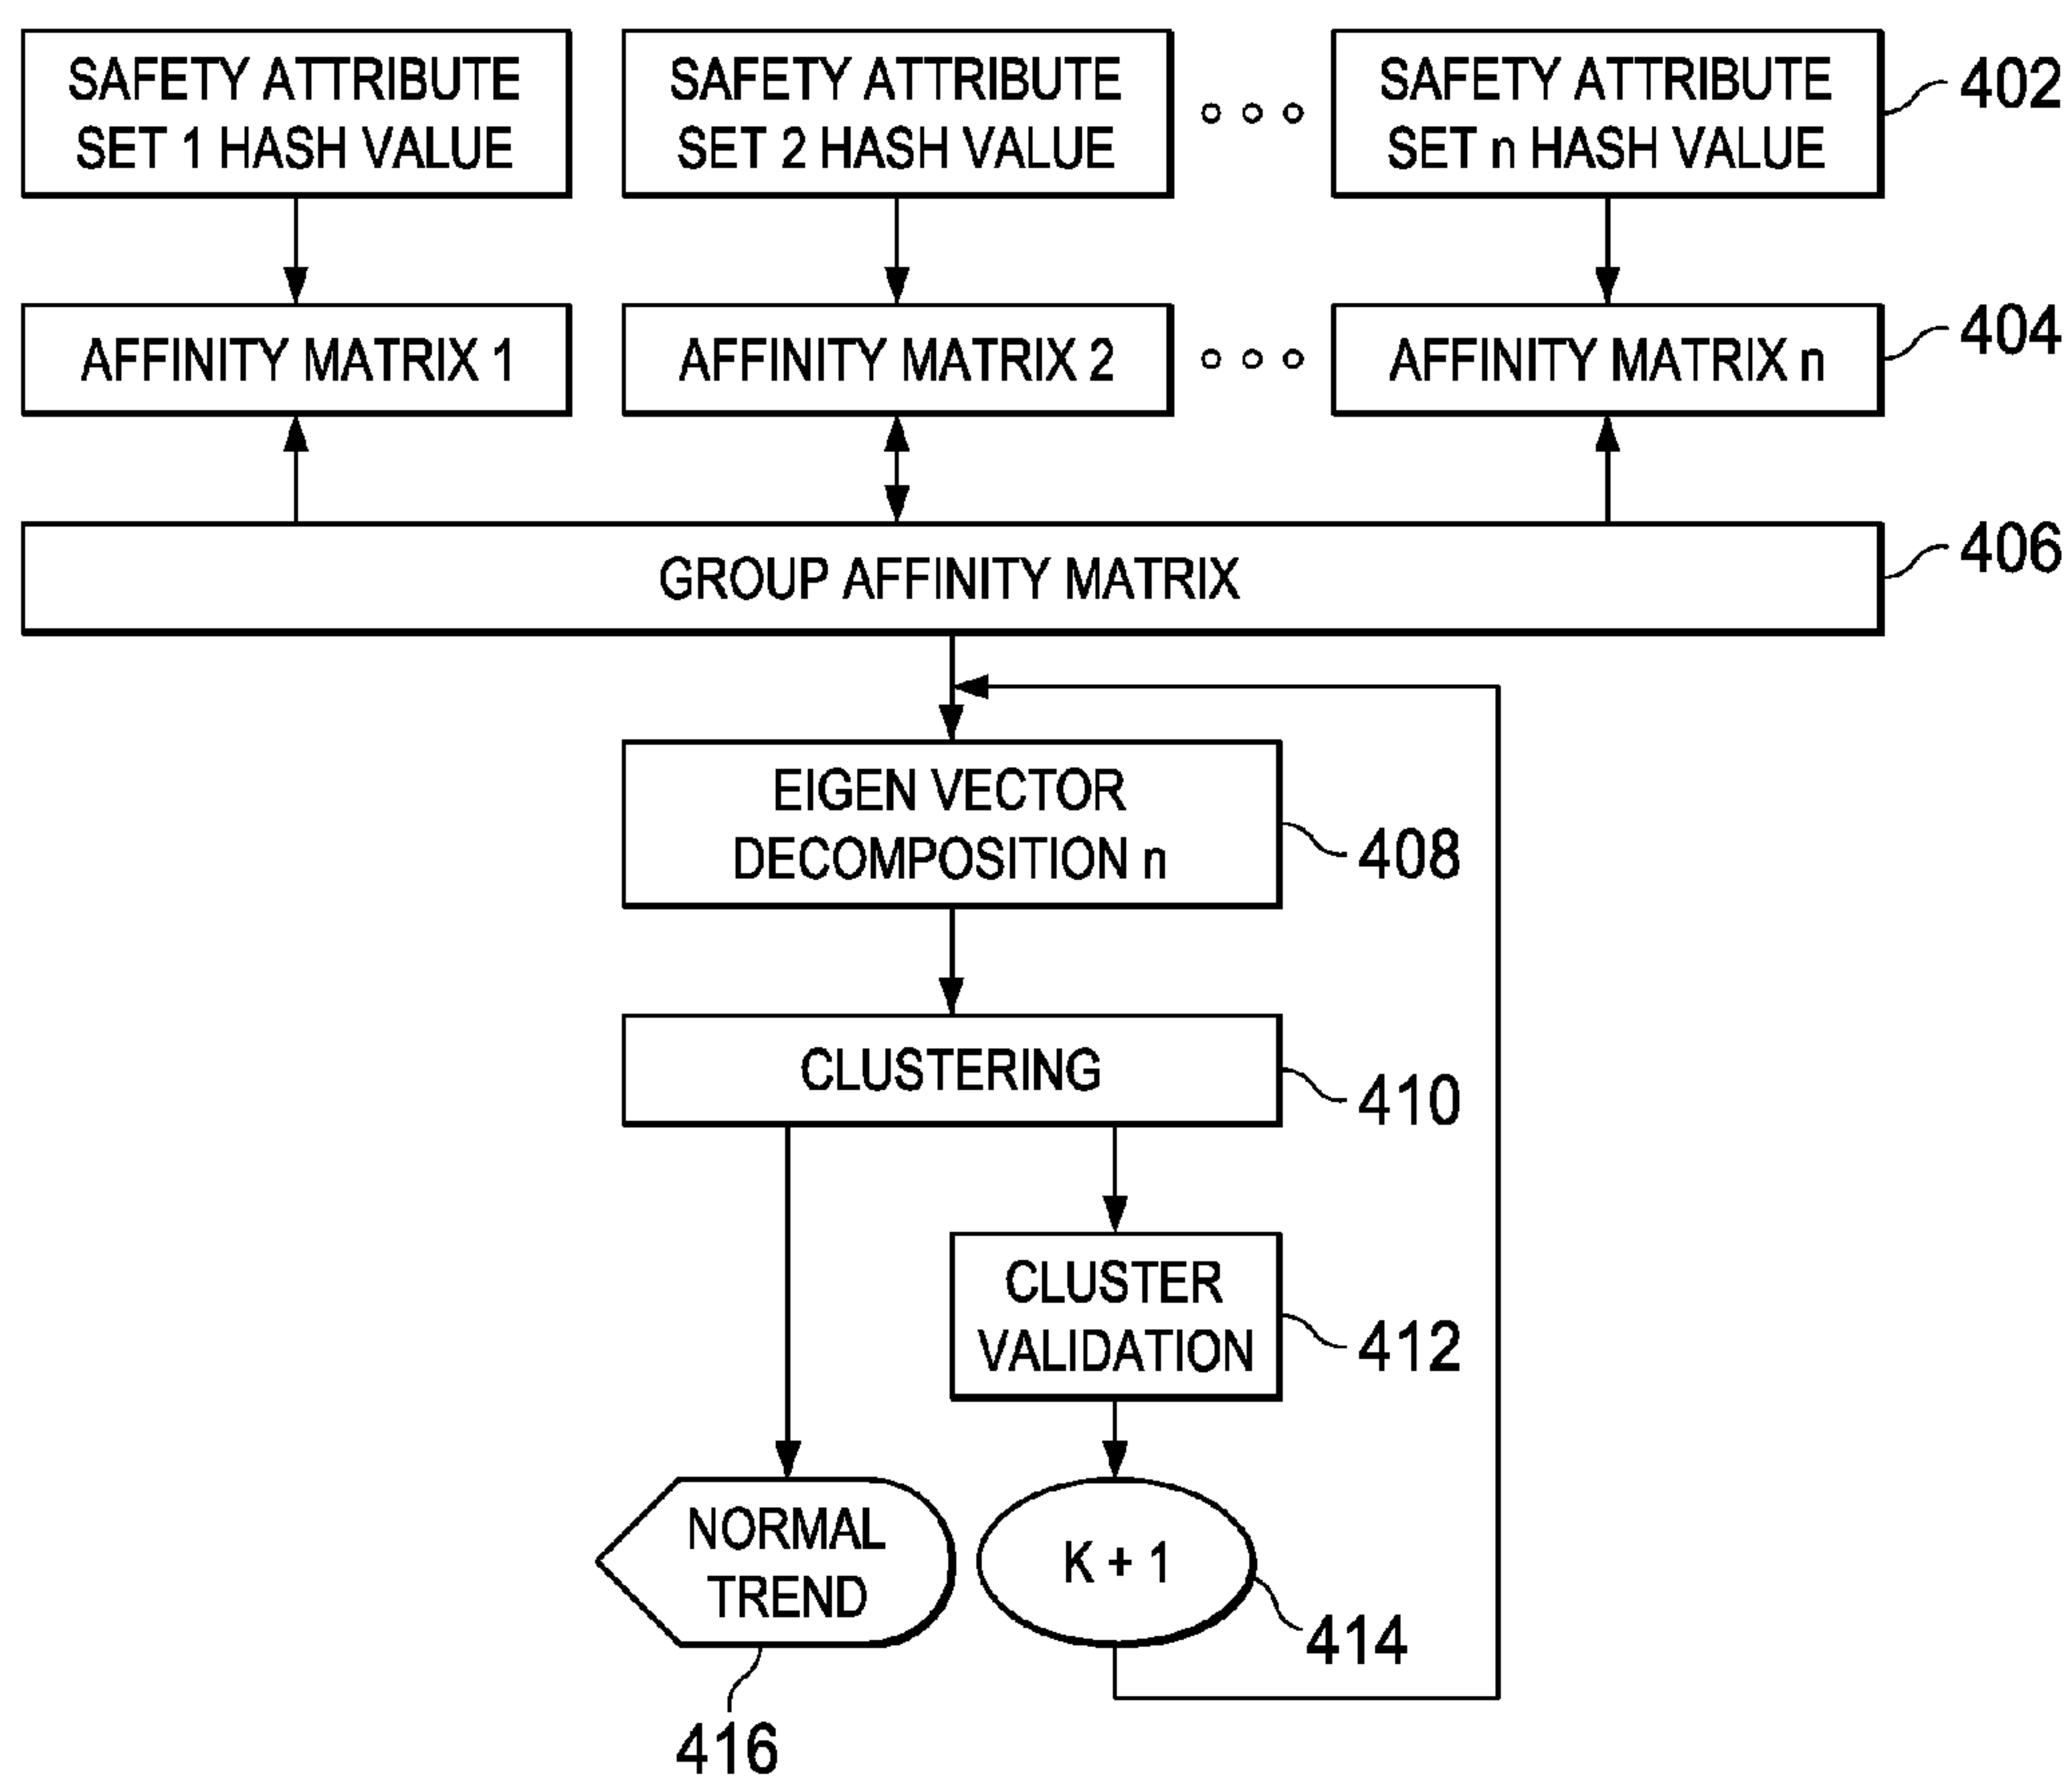 SAFETY ATTRIBUTE
SET 1 HASH VALUE
SAFETY ATTRIBUTE
SET 2 HASH VALUE
SAFETY ATTRIBUTE
SET n HASH VALUE
402
AFFINITY MATRIX 1
AFFINITY MATRIX 2
AFFINITY MATRIX n
404
GROUP AFFINITY MATRIX
406
EIGEN VECTOR
DECOMPOSITION n
408
CLUSTERING
410
CLUSTER
VALIDATION
412
NORMAL
TREND
K + 1
414
416